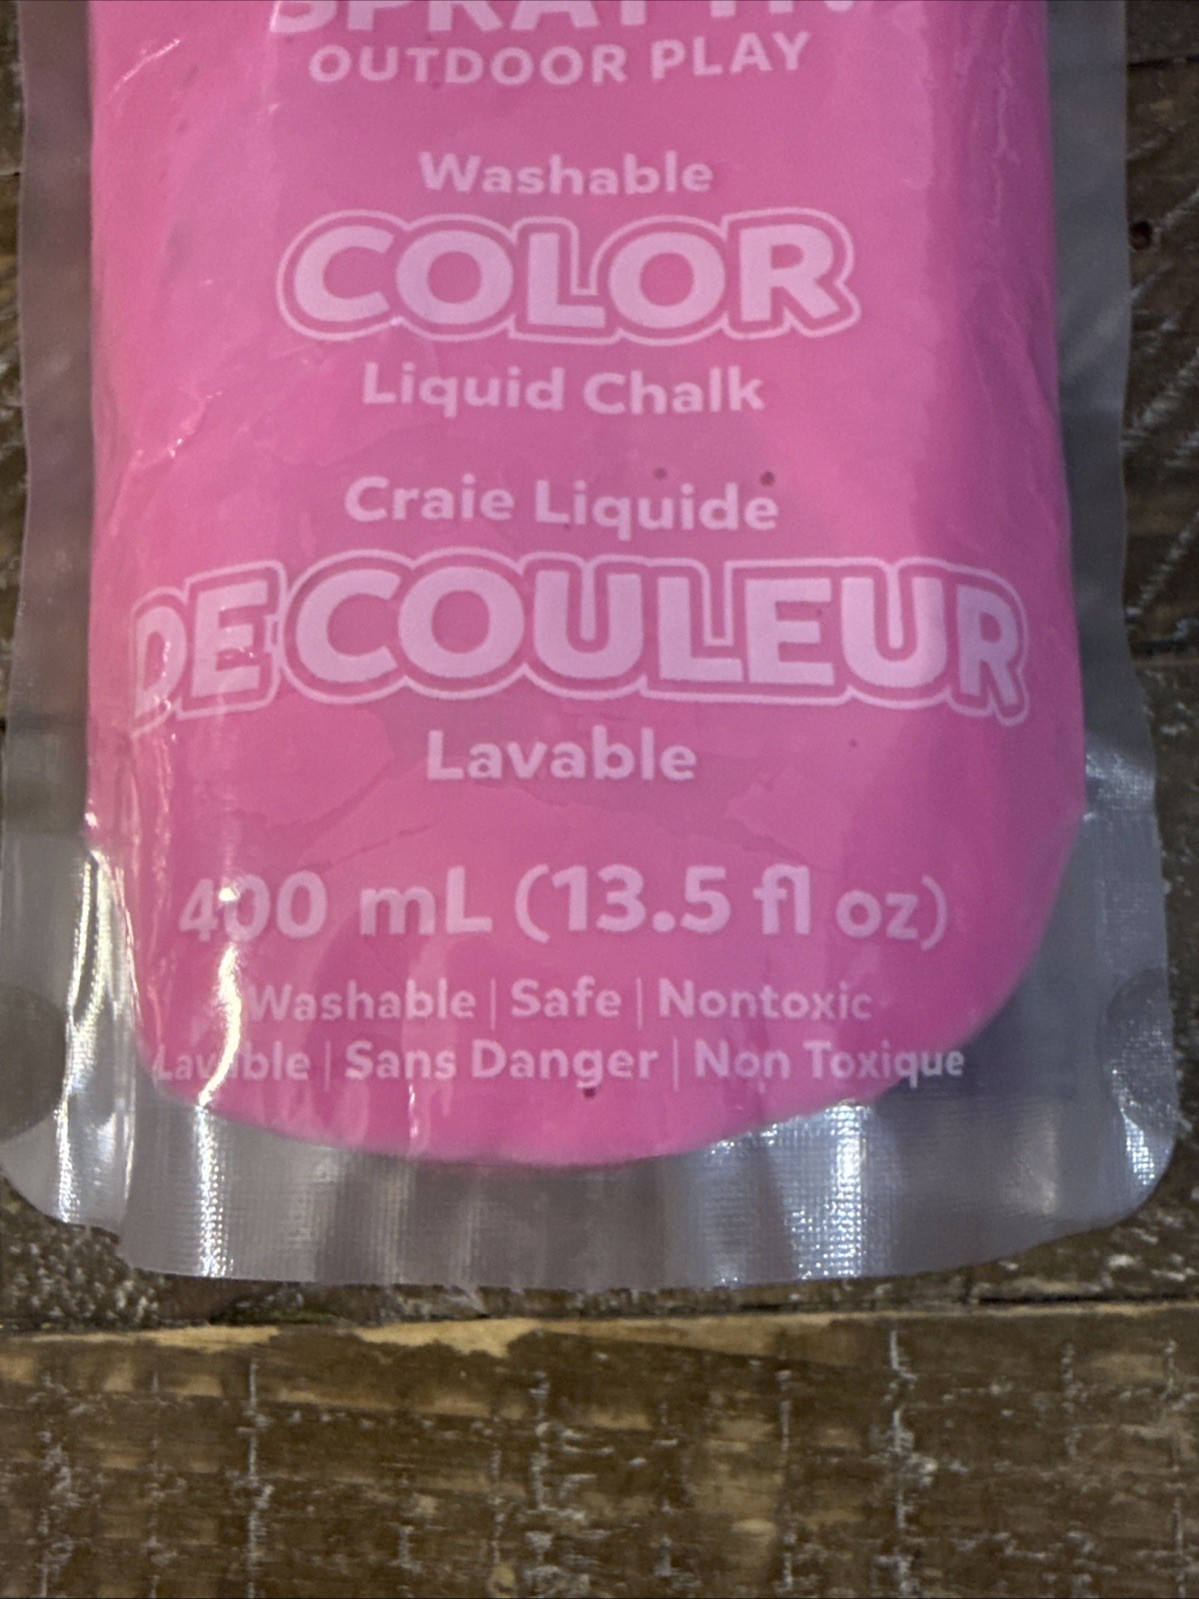 OUTDOOR PLAY
Washable
COLOR
Liquid Chalk
Craie Liquide
DE COULEUR
Lavable
400 mL (13.5 fl oz)
Washable | Safe | Nontoxic
Lavable | Sans Danger | Non Toxique